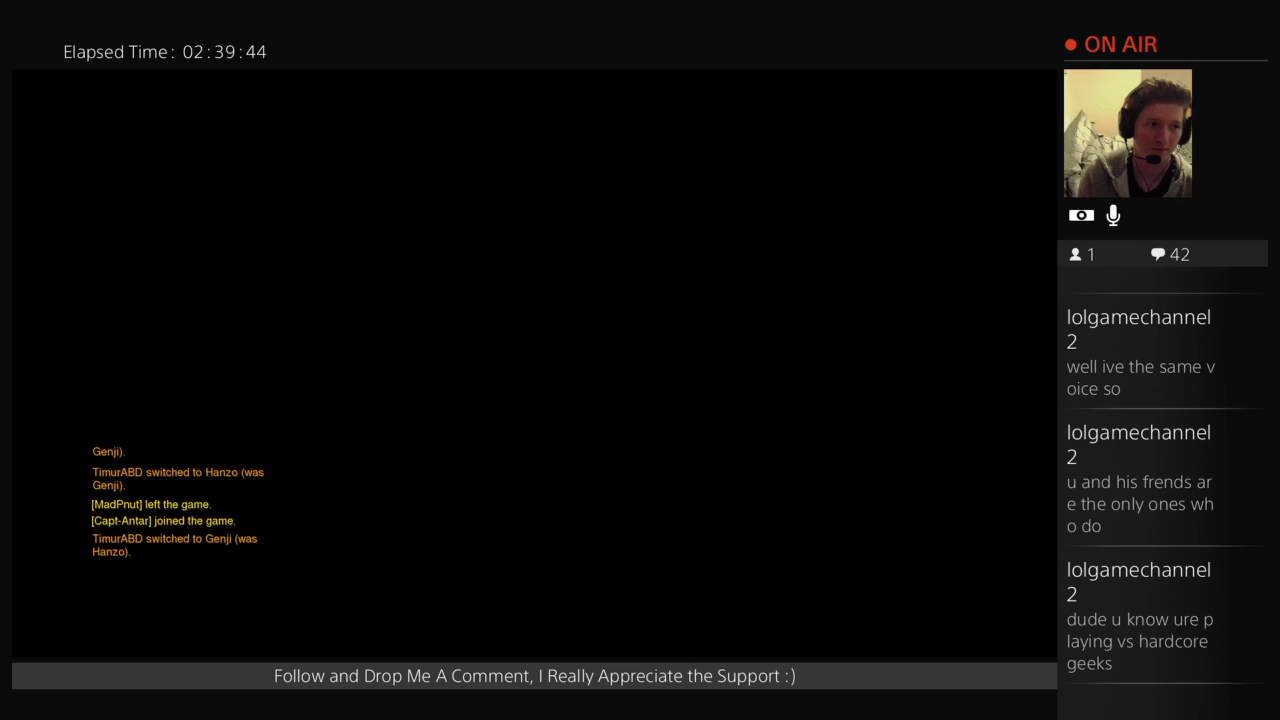 Elapsed Time: 02:39:44
Genji).
TimurABD switched to Hanzo (was
Genji).
[MadPnut] left the game.
[Capt-Antar] joined the game.
TimurABD switched to Genji (was
Hanzo).
Follow and Drop Me A Comment, I Really Appreciate the Support :)
ON AIR
1 42
lolgamechannel
2
well ive the same v
oice so
lolgamechannel
2
u and his frends ar
e the only ones wh
o do
lolgamechannel
2
dude u know ure p
laying vs hardcore
geeks